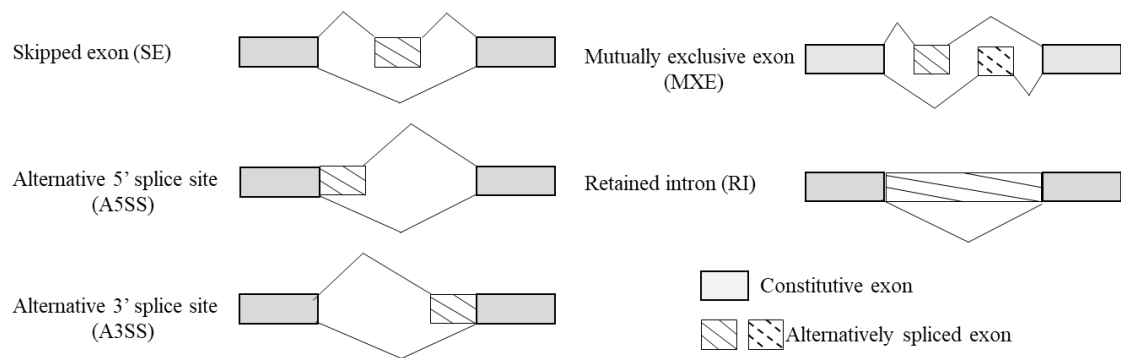 Skipped exon (SE)
Alternative 5’ splice site
(A5SS)
Alternative 3’ splice site
(A3SS)
Mutually exclusive exon
(MXE)
Retained intron (RI)
Constitutive exon
Alternatively spliced exon